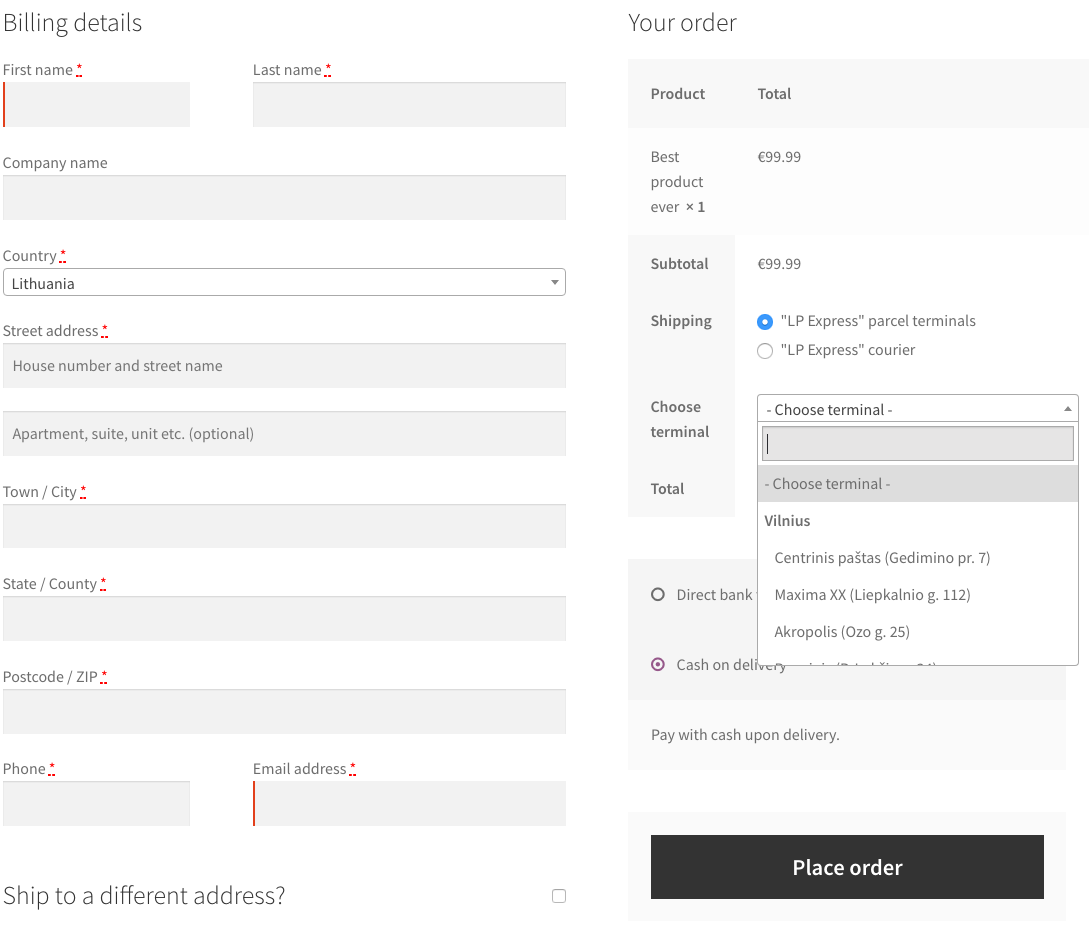 Billing details
First name *
Last name *
Company name
Country *
Lithuania
Street address *
House number and street name
Apartment, suite, unit etc. (optional)
Town / City *
State / County *
Postcode / ZIP *
Phone *
Email address *
Ship to a different address?
Your order
Product Total
Best
product
ever × 1
€99.99
Subtotal €99.99
Shipping
"LP Express" parcel terminals
"LP Express" courier
Choose
terminal
- Choose terminal -
- Choose terminal -
Vilnius
Centrinis paštas (Gedimino pr. 7)
Maxima XX (Liepkalnio g. 112)
Akropolis (Ozo g. 25)
Total
Direct bank
Cash on delivery
Pay with cash upon delivery.
Place order